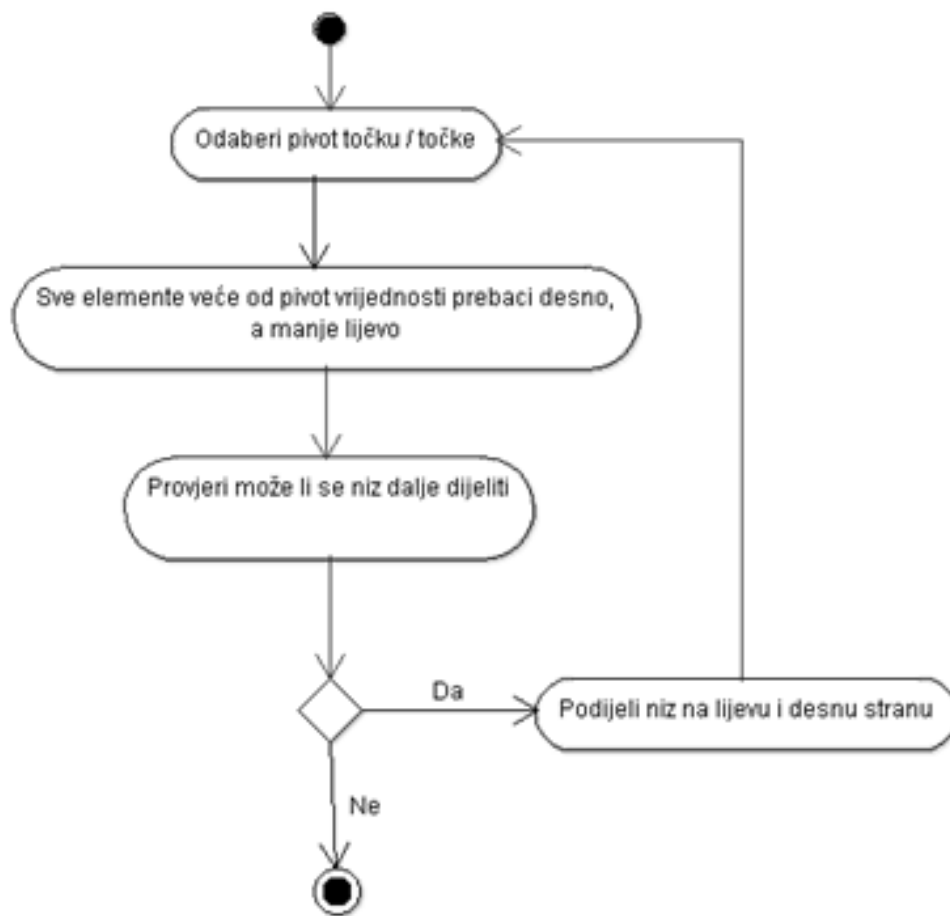 Odaberi pivot točku / točke
Sve elemente veće od pivot vrijednosti prebaci desno,
a manje lijevo
Provjeri može li se niz dalje dijeliti
Da
Podijeli niz na lijevu i desnu stranu
Ne